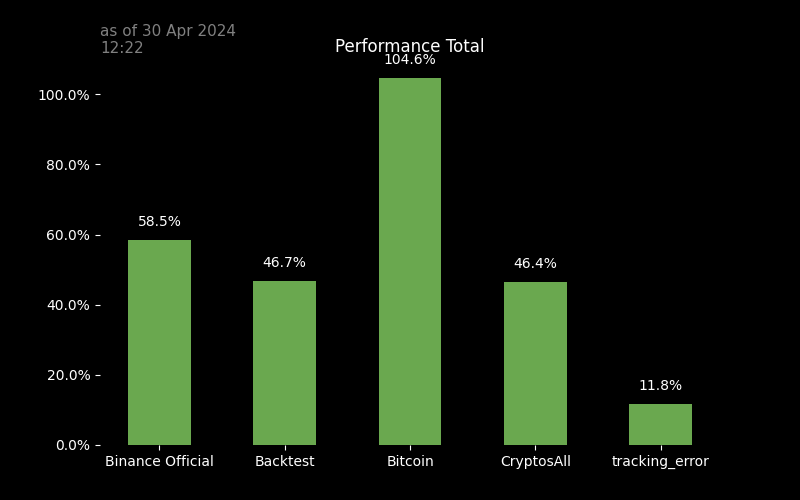 as of 30 Apr 2024
12:22
Performance Total
104.6%
100.0%
80.0%
58.5%
60.0%
46.7%
46.4%
40.0%
11.8%
20.0%
0.0%
Binance Official
Backtest
Bitcoin
CryptosAll
tracking_error